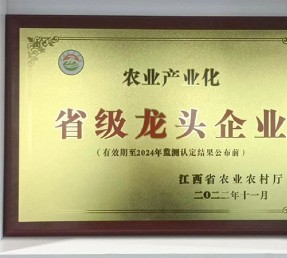 农业产业化
省级龙头企业
(有效期至2024年监测认定结果公布前)
江西省农业农村厅
二〇二二年十一月